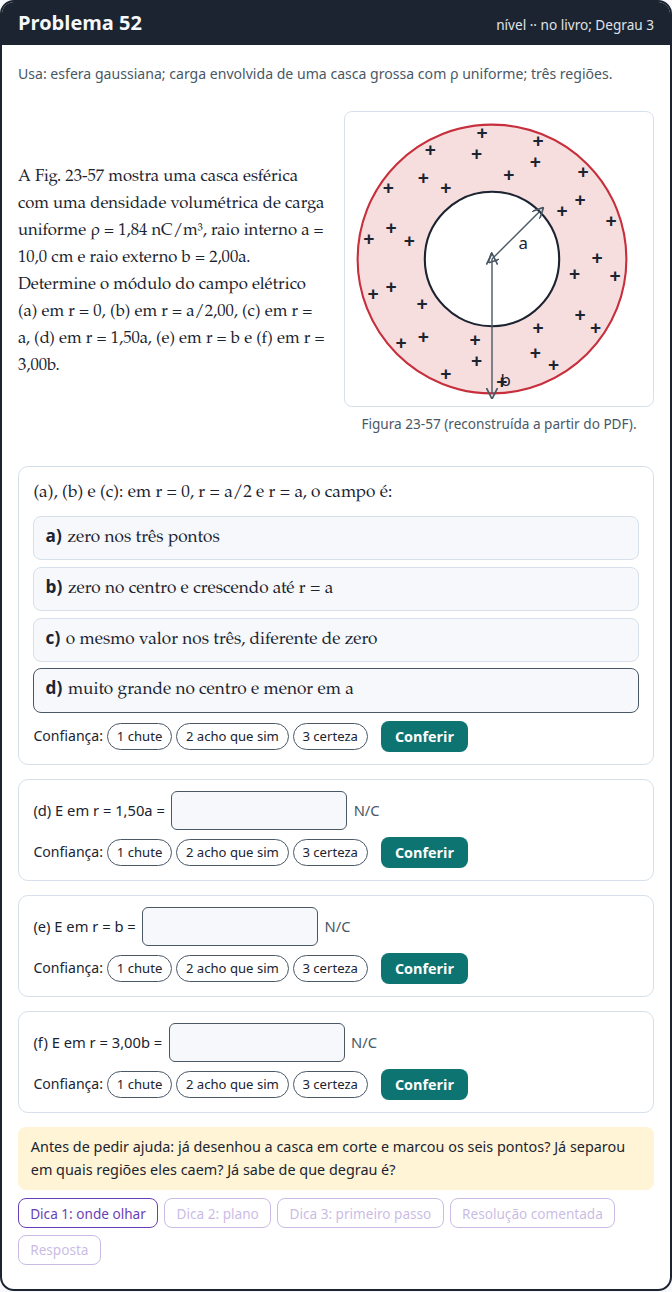 Problema 52
nível ·· no livro; Degrau 3
Usa: esfera gaussiana; carga envolvida de uma casca grossa com ρ uniforme; três regiões.
A Fig. 23-57 mostra uma casca esférica
com uma densidade volumétrica de carga
uniforme ρ = 1,84 nC/m³, raio interno a =
10,0 cm e raio externo b = 2,00a.
Determine o módulo do campo elétrico
(a) em r = 0, (b) em r = a/2,00, (c) em r =
a, (d) em r = 1,50a, (e) em r = b e (f) em r =
3,00b.
a
b
Figura 23-57 (reconstruída a partir do PDF).
(a), (b) e (c): em r = 0, r = a/2 e r = a, o campo é:
a) zero nos três pontos
b) zero no centro e crescendo até r = a
c) o mesmo valor nos três, diferente de zero
d) muito grande no centro e menor em a
Confiança: 1 chute 2 acho que sim 3 certeza Conferir
(d) E em r = 1,50a = N/C
Confiança: 1 chute 2 acho que sim 3 certeza Conferir
(e) E em r = b = N/C
Confiança: 1 chute 2 acho que sim 3 certeza Conferir
(f) E em r = 3,00b = N/C
Confiança: 1 chute 2 acho que sim 3 certeza Conferir
Antes de pedir ajuda: já desenhou a casca em corte e marcou os seis pontos? Já separou
em quais regiões eles caem? Já sabe de que degrau é?
Dica 1: onde olhar Dica 2: plano Dica 3: primeiro passo Resolução comentada
Resposta